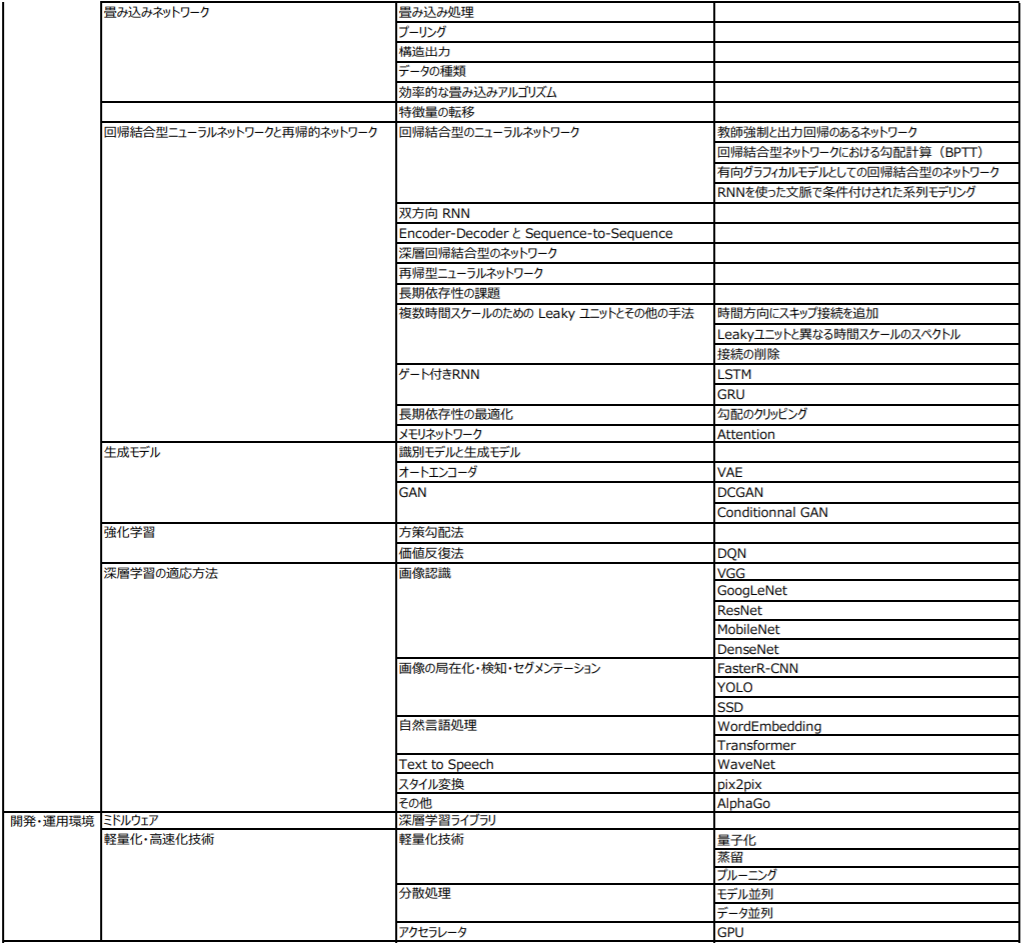 畳み込みネットワーク 畳み込み処理
プーリング
構造出力
データの種類
効率的な畳み込みアルゴリズム
特徴量の転移
回帰結合型ニューラルネットワークと再帰的ネットワーク 回帰結合型のニューラルネットワーク 教師強制と出力回帰のあるネットワーク
回帰結合型ネットワークにおける勾配計算（BPTT）
有向グラフィカルモデルとしての回帰結合型のネットワーク
RNNを使った文脈で条件付けされた系列モデリング
双方向 RNN
Encoder-Decoder と Sequence-to-Sequence
深層回帰結合型のネットワーク
再帰型ニューラルネットワーク
長期依存性の課題
複数時間スケールのための Leaky ユニットとその他の手法 時間方向にスキップ接続を追加
Leakyユニットと異なる時間スケールのスペクトル
接続の削除
ゲート付きRNN LSTM
GRU
長期依存性の最適化 勾配のクリッピング
メモリネットワーク Attention
生成モデル 識別モデルと生成モデル
オートエンコーダ VAE
GAN DCGAN
Conditionnal GAN
強化学習 方策勾配法
価値反復法 DQN
深層学習の適応方法 画像認識 VGG
GoogLeNet
ResNet
MobileNet
DenseNet
画像の局在化・検知・セグメンテーション FasterR-CNN
YOLO
SSD
自然言語処理 WordEmbedding
Transformer
Text to Speech WaveNet
スタイル変換 pix2pix
その他 AlphaGo
開発・運用環境 ミドルウェア 深層学習ライブラリ
軽量化・高速化技術 軽量化技術 量子化
蒸留
プルーニング
分散処理 モデル並列
データ並列
アクセラレータ GPU